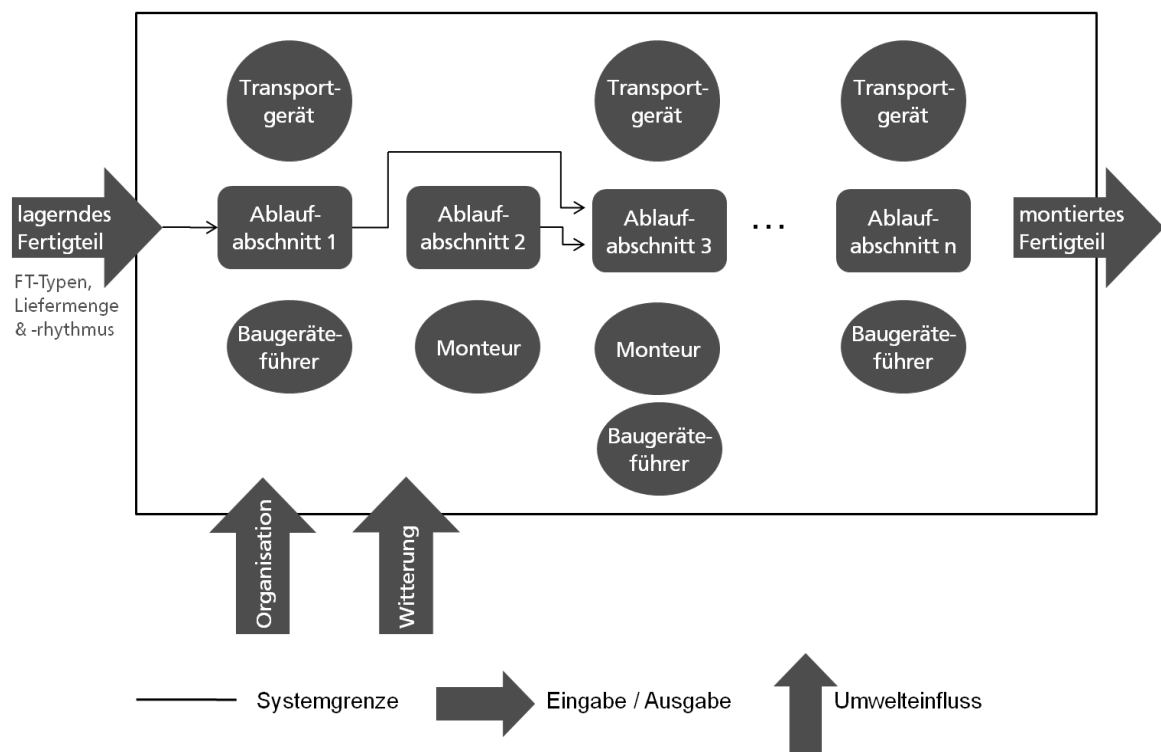 Transport-
gerät
Transport-
gerät
Transport-
gerät
lagerndes
Fertigteil
FT-Typen,
Liefermenge
& -rhythmus
Ablauf-
abschnitt 1
Ablauf-
abschnitt 2
Ablauf-
abschnitt 3
...
Ablauf-
abschnitt n
montiertes
Fertigteil
Baugeräte-
führer
Monteur
Monteur
Baugeräte-
führer
Baugeräte-
führer
Organisation
Witterung
Systemgrenze
Eingabe / Ausgabe
Umwelteinfluss